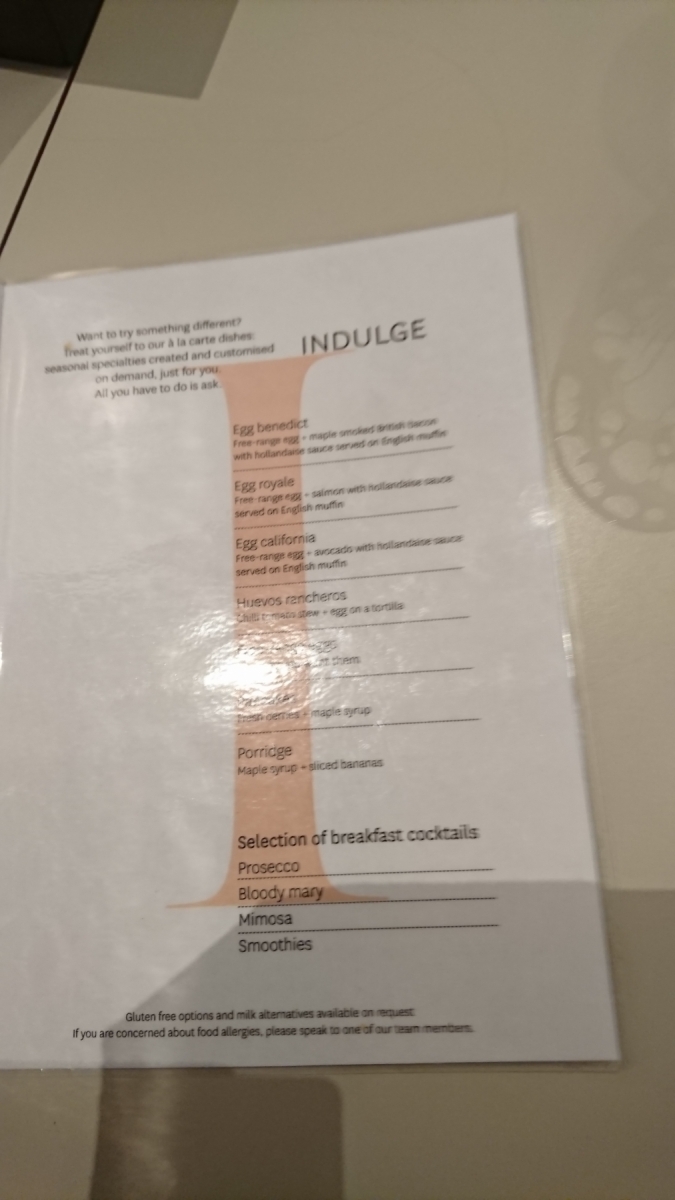 Want to try something different?
Treat yourself to our à la carte dishes:
seasonal specialties created and customised
on demand, just for you.
All you have to do is ask.
INDULGE
Egg benedict
Free-range egg + maple smoked British bacon
with hollandaise sauce served on English muffin
Egg royale
Free-range egg + salmon with hollandaise sauce
served on English muffin
Egg california
Free-range egg + avocado with hollandaise sauce
served on English muffin
Huevos rancheros
Chilli tomato stew + egg on a tortilla
them
Fresh berries + maple syrup
Porridge
Maple syrup + sliced bananas
Selection of breakfast cocktails
Prosecco
Bloody mary
Mimosa
Smoothies
Gluten free options and milk alternatives available on request
If you are concerned about food allergies, please speak to one of our team members.